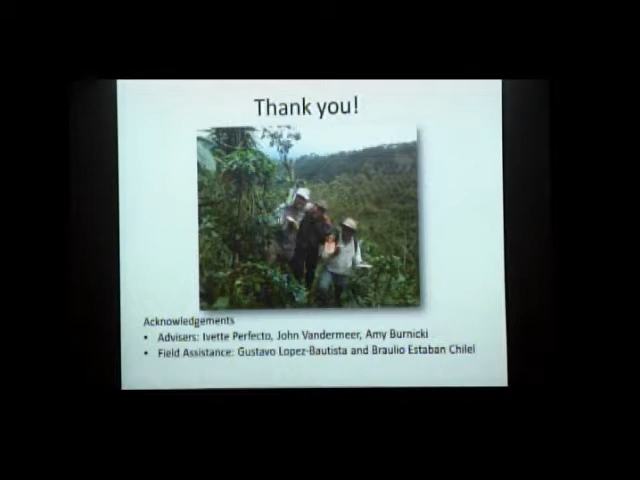 Thank you!
Acknowledgements
• Advisers: Ivette Perfecto, John Vandermeer, Amy Burnicki
• Field Assistance: Gustavo Lopez-Bautista and Braulio Estaban Chilel